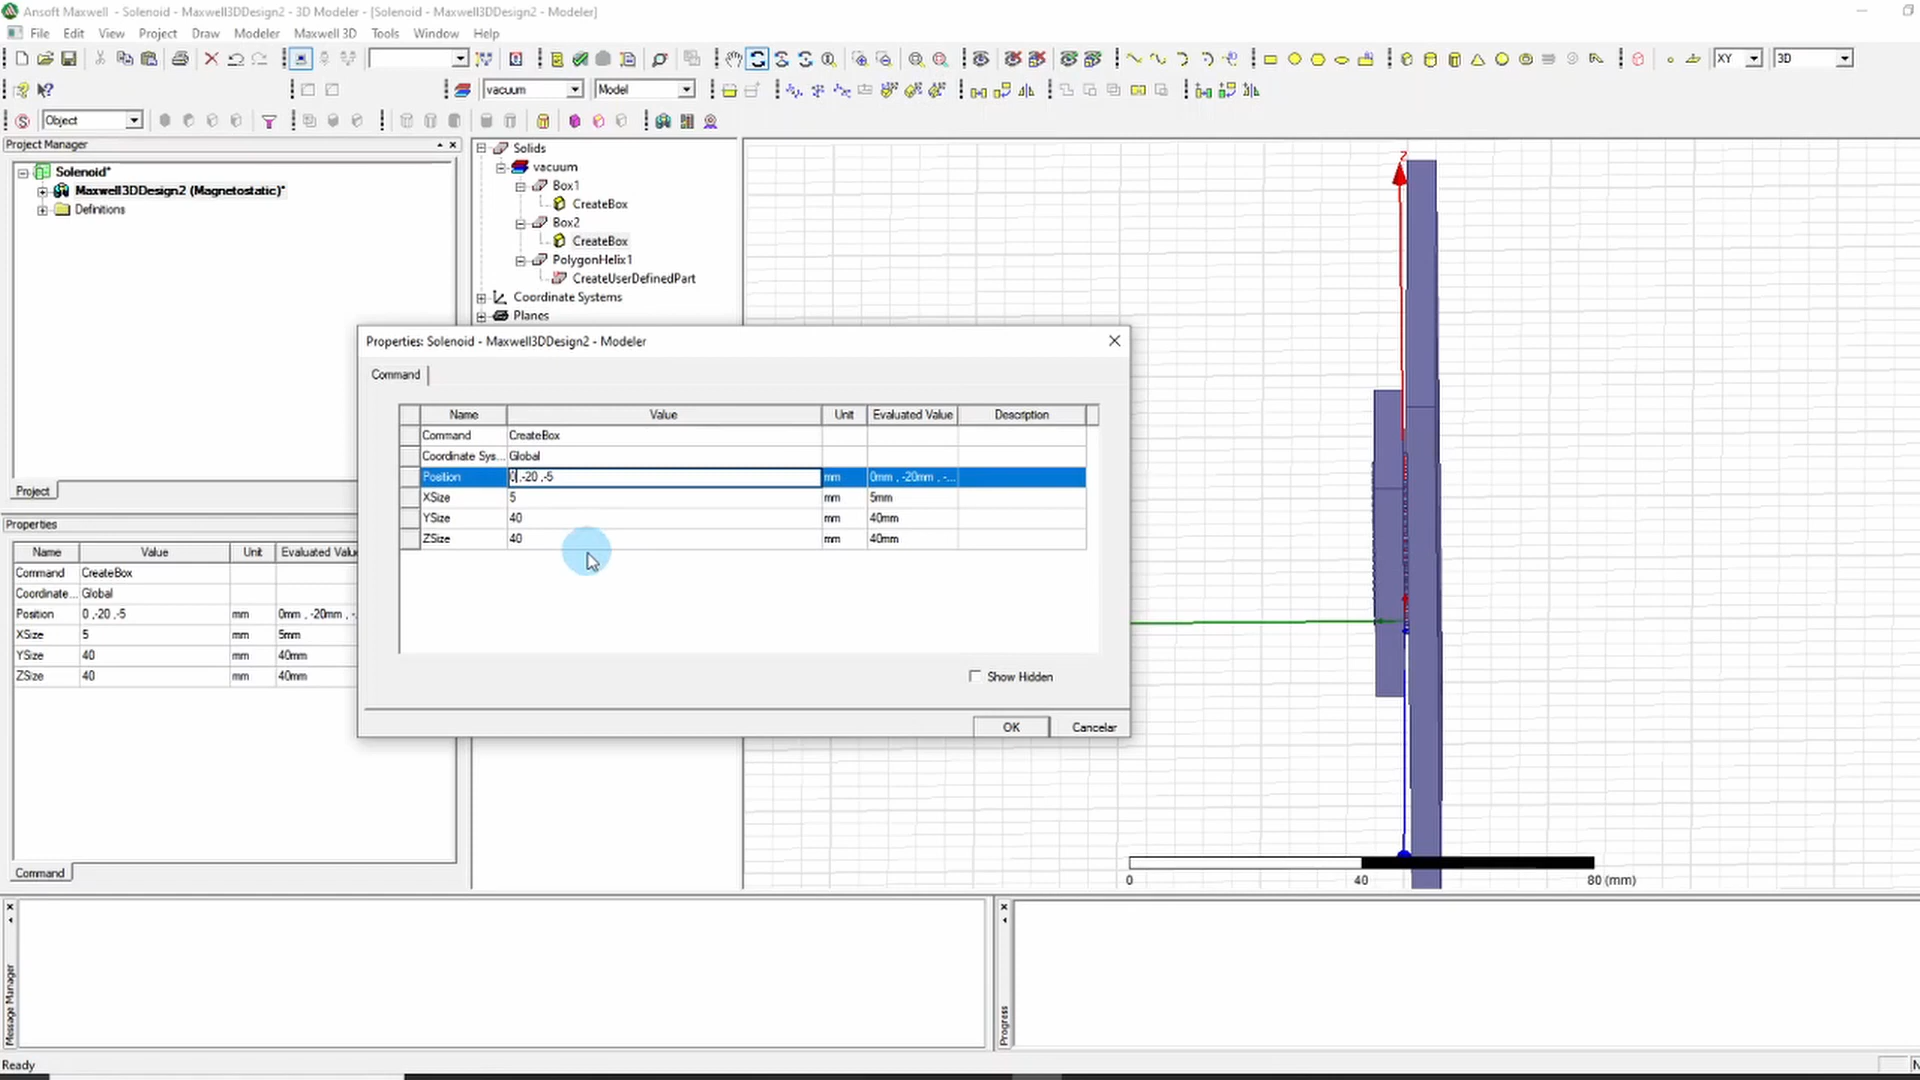 Ansoft Maxwell - Solenoid - Maxwell3DDesign2 - 3D Modeler - [Solenoid - Maxwell3DDesign2 - Modeler]
File Edit View Project Draw Modeler Maxwell 3D Tools Window Help
XY 3D
vacuum Model
Object
Project Manager
Solenoid*
Maxwell3DDesign2 (Magnetostatic)*
Definitions
Project
Solids
vacuum
Box1
CreateBox
Box2
CreateBox
PolygonHelix1
CreateUserDefinedPart
Coordinate Systems
Planes
Properties: Solenoid - Maxwell3DDesign2 - Modeler
Command
Name Value Unit Evaluated Value Description
Command CreateBox
Coordinate Sys... Global
Position 0 ,-20 ,-5 mm 0mm , -20mm , -...
XSize 5 mm 5mm
YSize 40 mm 40mm
ZSize 40 mm 40mm
Show Hidden
OK Cancelar
Properties
Name Value Unit Evaluated Valu
Command CreateBox
Coordinate... Global
Position 0 ,-20 ,-5 mm 0mm , -20mm , -
XSize 5 mm 5mm
YSize 40 mm 40mm
ZSize 40 mm 40mm
Command
Z
0 40 80 (mm)
Message Manager
Progress
Ready
N